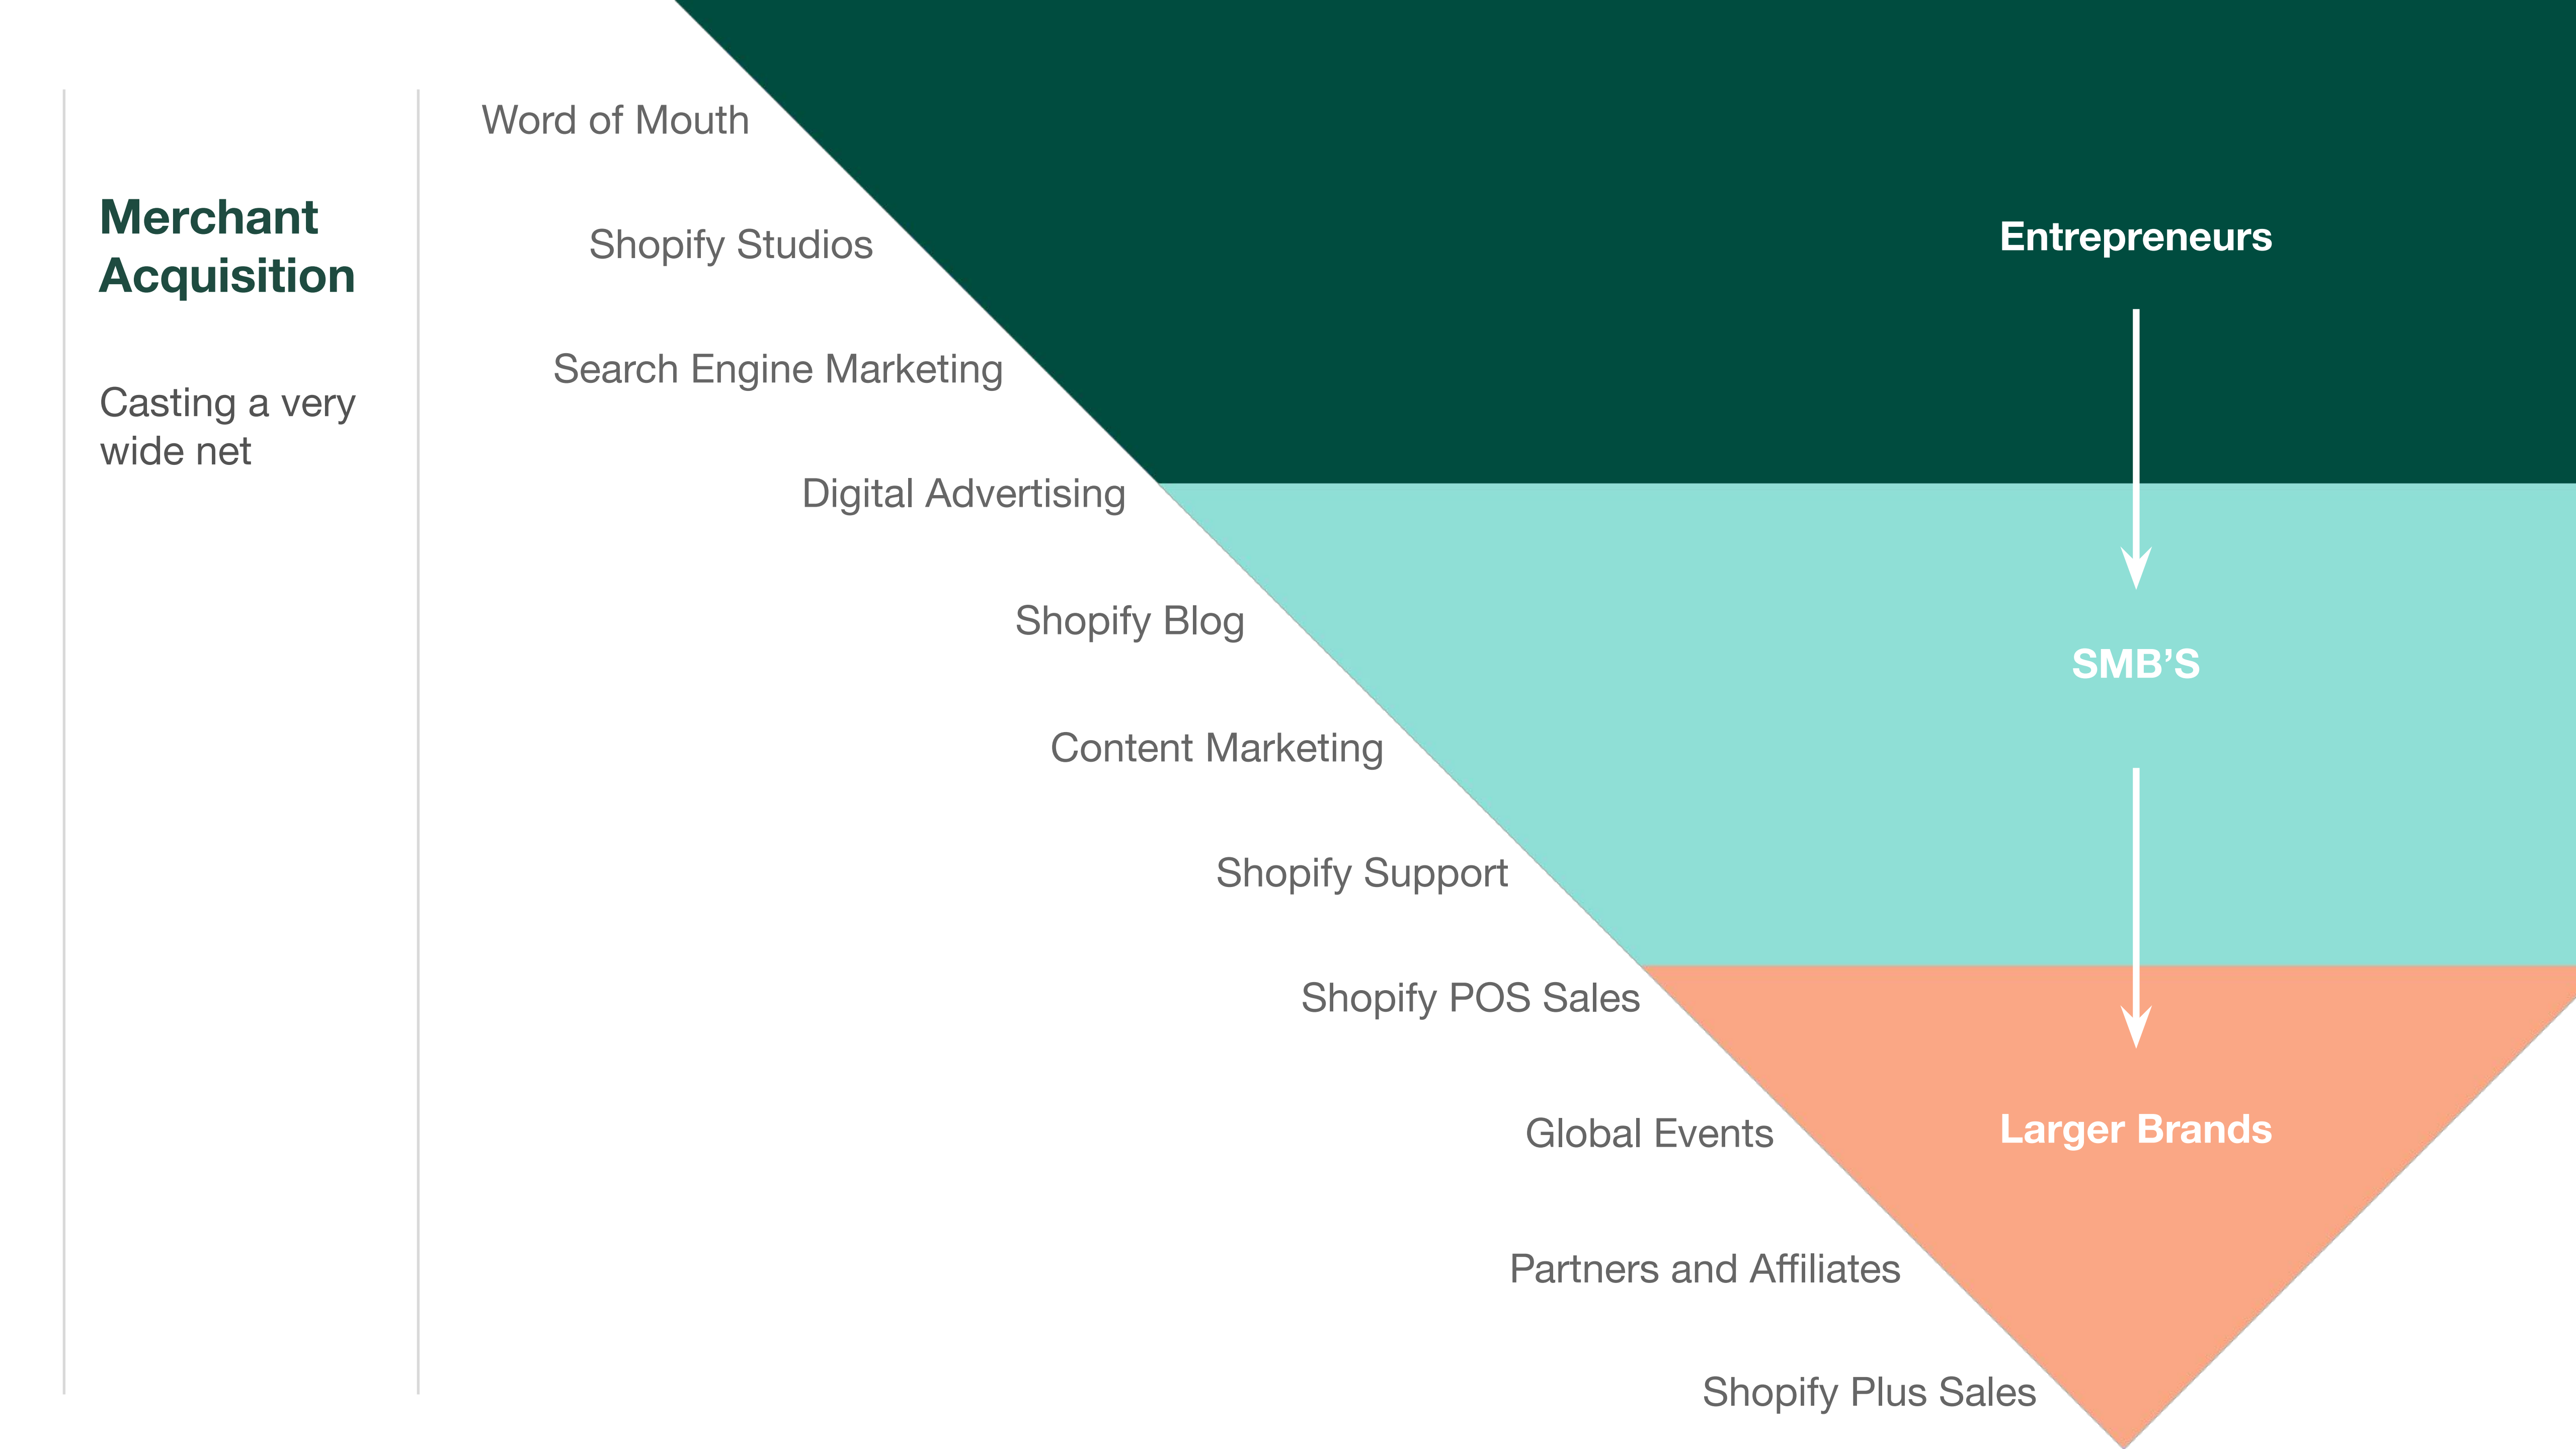 Merchant
Acquisition
Casting a very
wide net
Word of Mouth
Shopify Studios
Search Engine Marketing
Digital Advertising
Shopify Blog
Content Marketing
Shopify Support
Shopify POS Sales
Global Events
Partners and Affiliates
Shopify Plus Sales
Entrepreneurs
SMB’S
Larger Brands